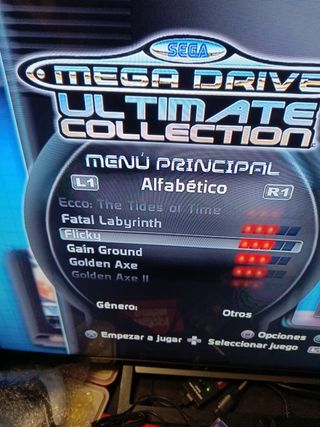 SEGA
MEGA DRIVE
ULTIMATE
COLLECTION
MENÚ PRINCIPAL
L1 Alfabético R1
Ecco: The Tides of Time
Fatal Labyrinth
Flicky
Gain Ground
Golden Axe
Golden Axe II
Género: Otros
Opciones
Empezar a jugar Seleccionar juego